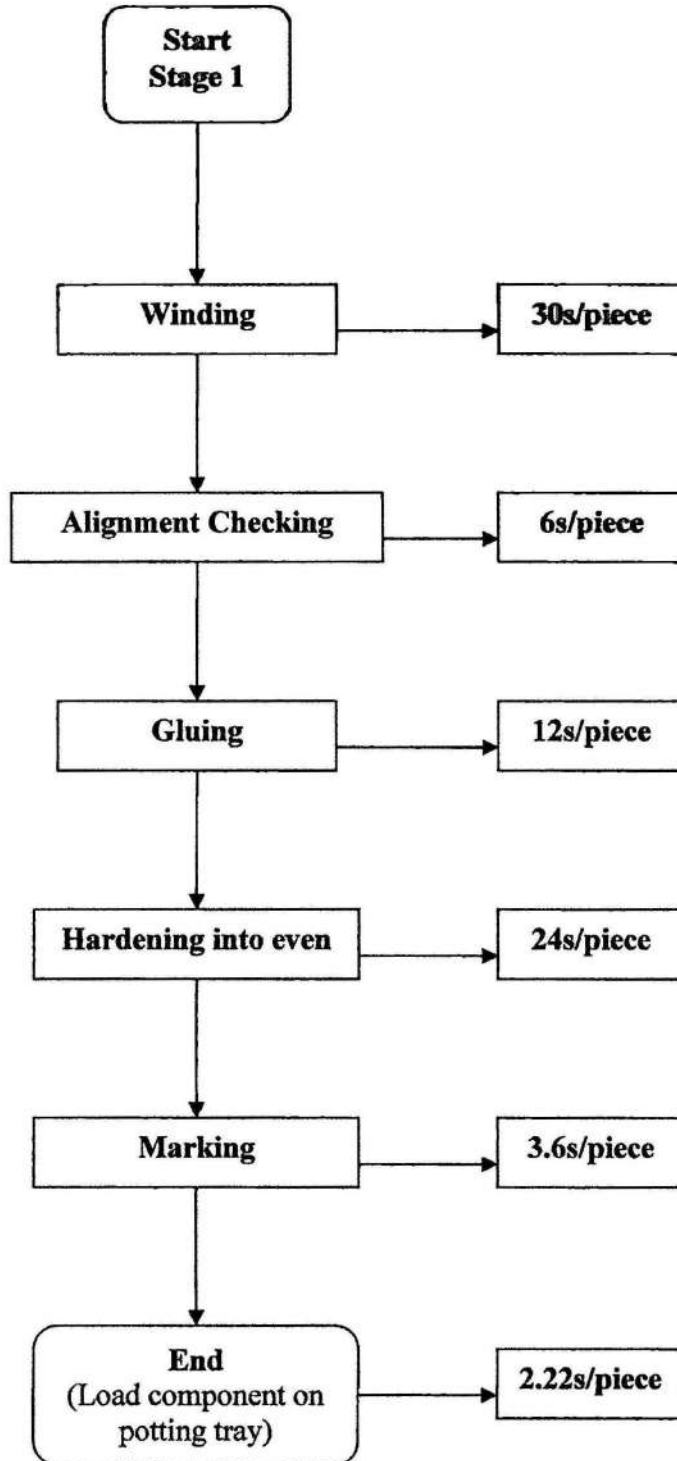 Start
Stage 1
Winding
30s/piece
Alignment Checking
6s/piece
Gluing
12s/piece
Hardening into even
24s/piece
Marking
3.6s/piece
End
(Load component on
potting tray)
2.22s/piece